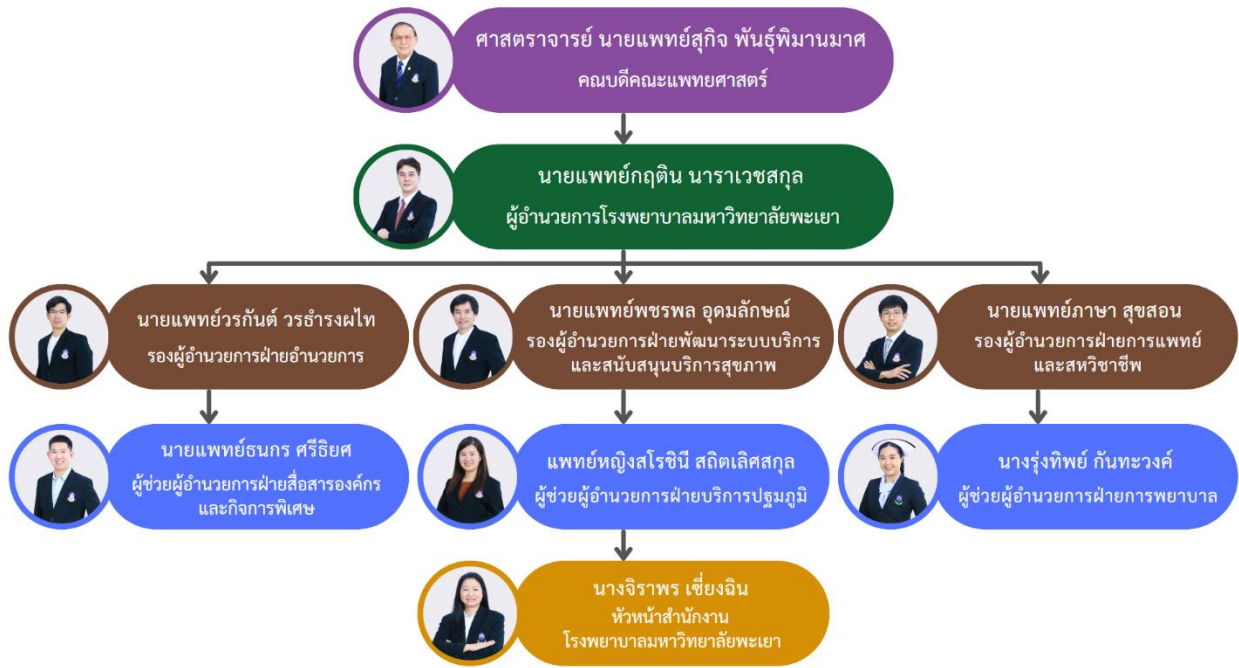 ศาสตราจารย์ นายแพทย์สุกิจ พันธุ์พิมานมาศ
คณบดีคณะแพทยศาสตร์
นายแพทย์กฤติน นาราเวชสกุล
ผู้อำนวยการโรงพยาบาลมหาวิทยาลัยพะเยา
นายแพทย์วรกันต์ วรธำรงผไท
รองผู้อำนวยการฝ่ายอำนวยการ
นายแพทย์พชรพล อุดมลักษณ์
รองผู้อำนวยการฝ่ายพัฒนาระบบบริการ
และสนับสนุนบริการสุขภาพ
นายแพทย์ภาษา สุขสอน
รองผู้อำนวยการฝ่ายการแพทย์
และสหวิชาชีพ
นายแพทย์ธนกร ศรีธิยศ
ผู้ช่วยผู้อำนวยการฝ่ายสื่อสารองค์กร
และกิจการพิเศษ
แพทย์หญิงสโรชินี สถิตเลิศสกุล
ผู้ช่วยผู้อำนวยการฝ่ายบริการปฐมภูมิ
นางรุ่งทิพย์ กันทะวงค์
ผู้ช่วยผู้อำนวยการฝ่ายการพยาบาล
นางจิราพร เซี่ยงฉิน
หัวหน้าสำนักงาน
โรงพยาบาลมหาวิทยาลัยพะเยา